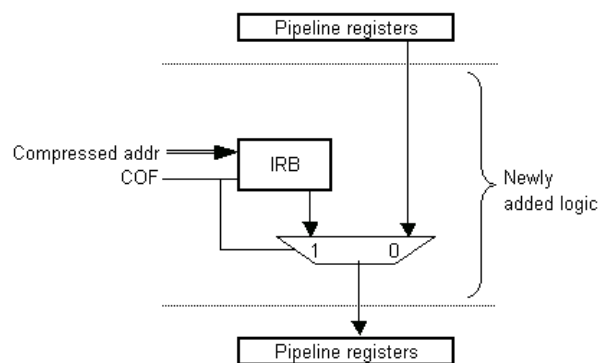 Pipeline registers
Compressed addr
COF
IRB
Newly
added logic
1 0
Pipeline registers